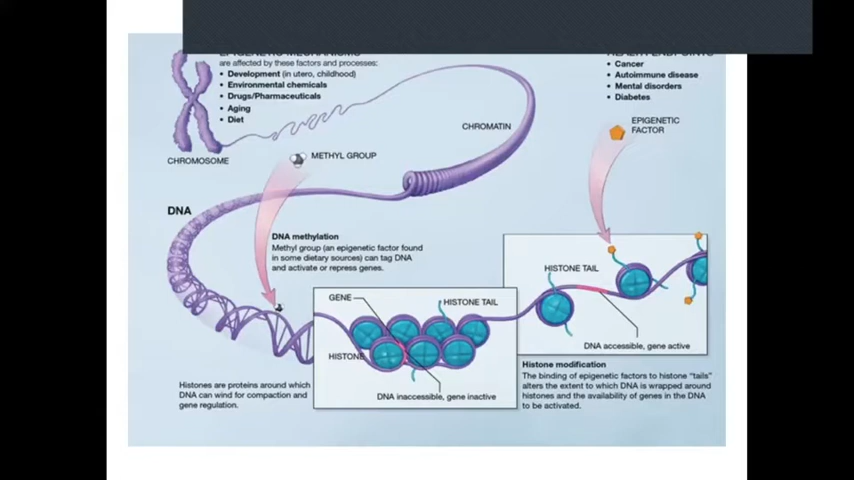 are affected by these factors and processes:
• Development (in utero, childhood)
• Environmental chemicals
• Drugs/Pharmaceuticals
• Aging
• Diet
• Cancer
• Autoimmune disease
• Mental disorders
• Diabetes
EPIGENETIC
FACTOR
CHROMATIN
CHROMOSOME
METHYL GROUP
DNA
DNA methylation
Methyl group (an epigenetic factor found
in some dietary sources) can tag DNA
and activate or repress genes.
HISTONE TAIL
GENE
HISTONE TAIL
DNA accessible, gene active
HISTONE
DNA inaccessible, gene inactive
Histones are proteins around which
DNA can wind for compaction and
gene regulation.
Histone modification
The binding of epigenetic factors to histone “tails”
alters the extent to which DNA is wrapped around
histones and the availability of genes in the DNA
to be activated.